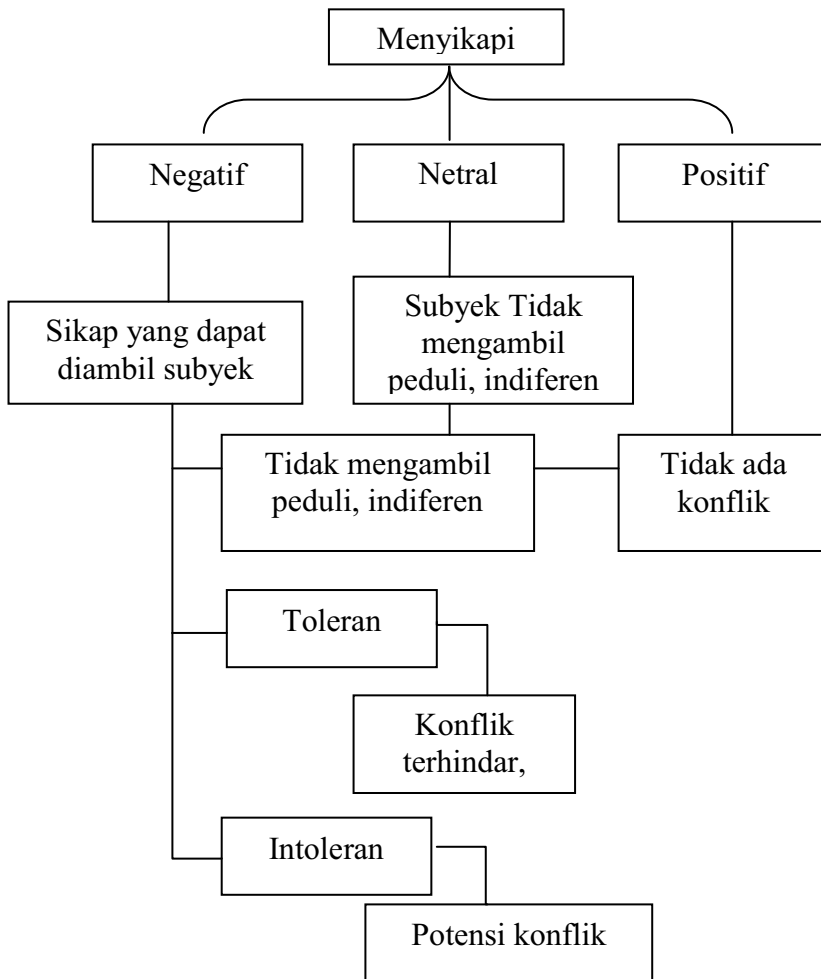 Menyikapi
Negatif
Netral
Positif
Sikap yang dapat
diambil subyek
Subyek Tidak
mengambil
peduli, indiferen
Tidak mengambil
peduli, indiferen
Tidak ada
konflik
Toleran
Konflik
terhindar,
Intoleran
Potensi konflik